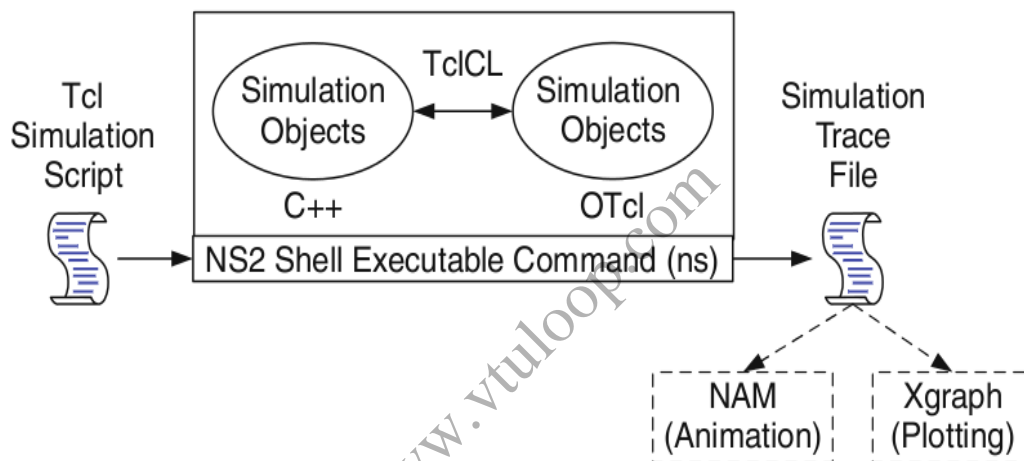 Tcl
Simulation
Script
TclCL
Simulation
Objects
Simulation
Objects
C++
OTcl
NS2 Shell Executable Command (ns)
Simulation
Trace
File
NAM
(Animation)
Xgraph
(Plotting)
www.vtuloop.com